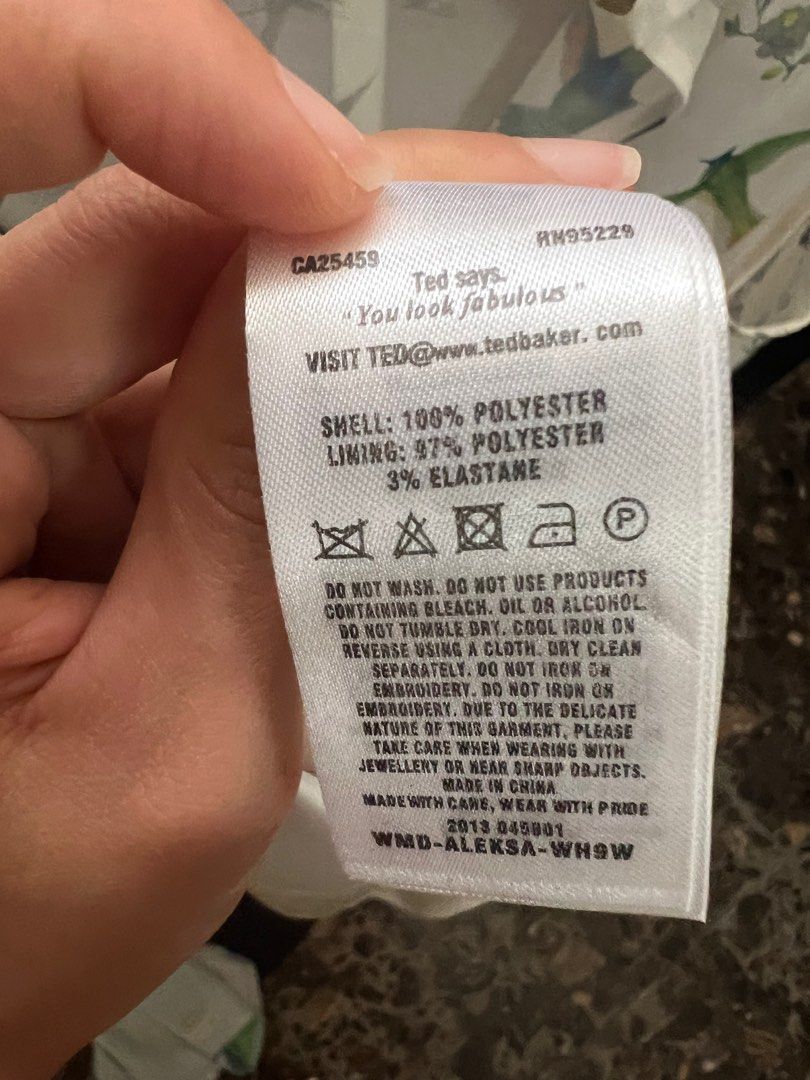 CA25459 RN95229
Ted says.
"You look fabulous"
VISIT TED@www.tedbaker. com
SHELL: 100% POLYESTER
LINING: 97% POLYESTER
3% ELASTANE
P
DO NOT WASH. DO NOT USE PRODUCTS
CONTAINING BLEACH. OIL OR ALCOHOL.
DO NOT TUMBLE DRY. COOL IRON ON
REVERSE USING A CLOTH. DRY CLEAN
SEPARATELY. DO NOT IRON ON
EMBROIDERY. DO NOT IRON ON
EMBROIDERY. DUE TO THE DELICATE
NATURE OF THIS GARMENT, PLEASE
TAKE CARE WHEN WEARING WITH
JEWELLERY OR NEAR SHARP OBJECTS.
MADE IN CHINA
MADE WITH CARE, WEAR WITH PRIDE
2013 045001
WMD-ALEKSA-WH9W